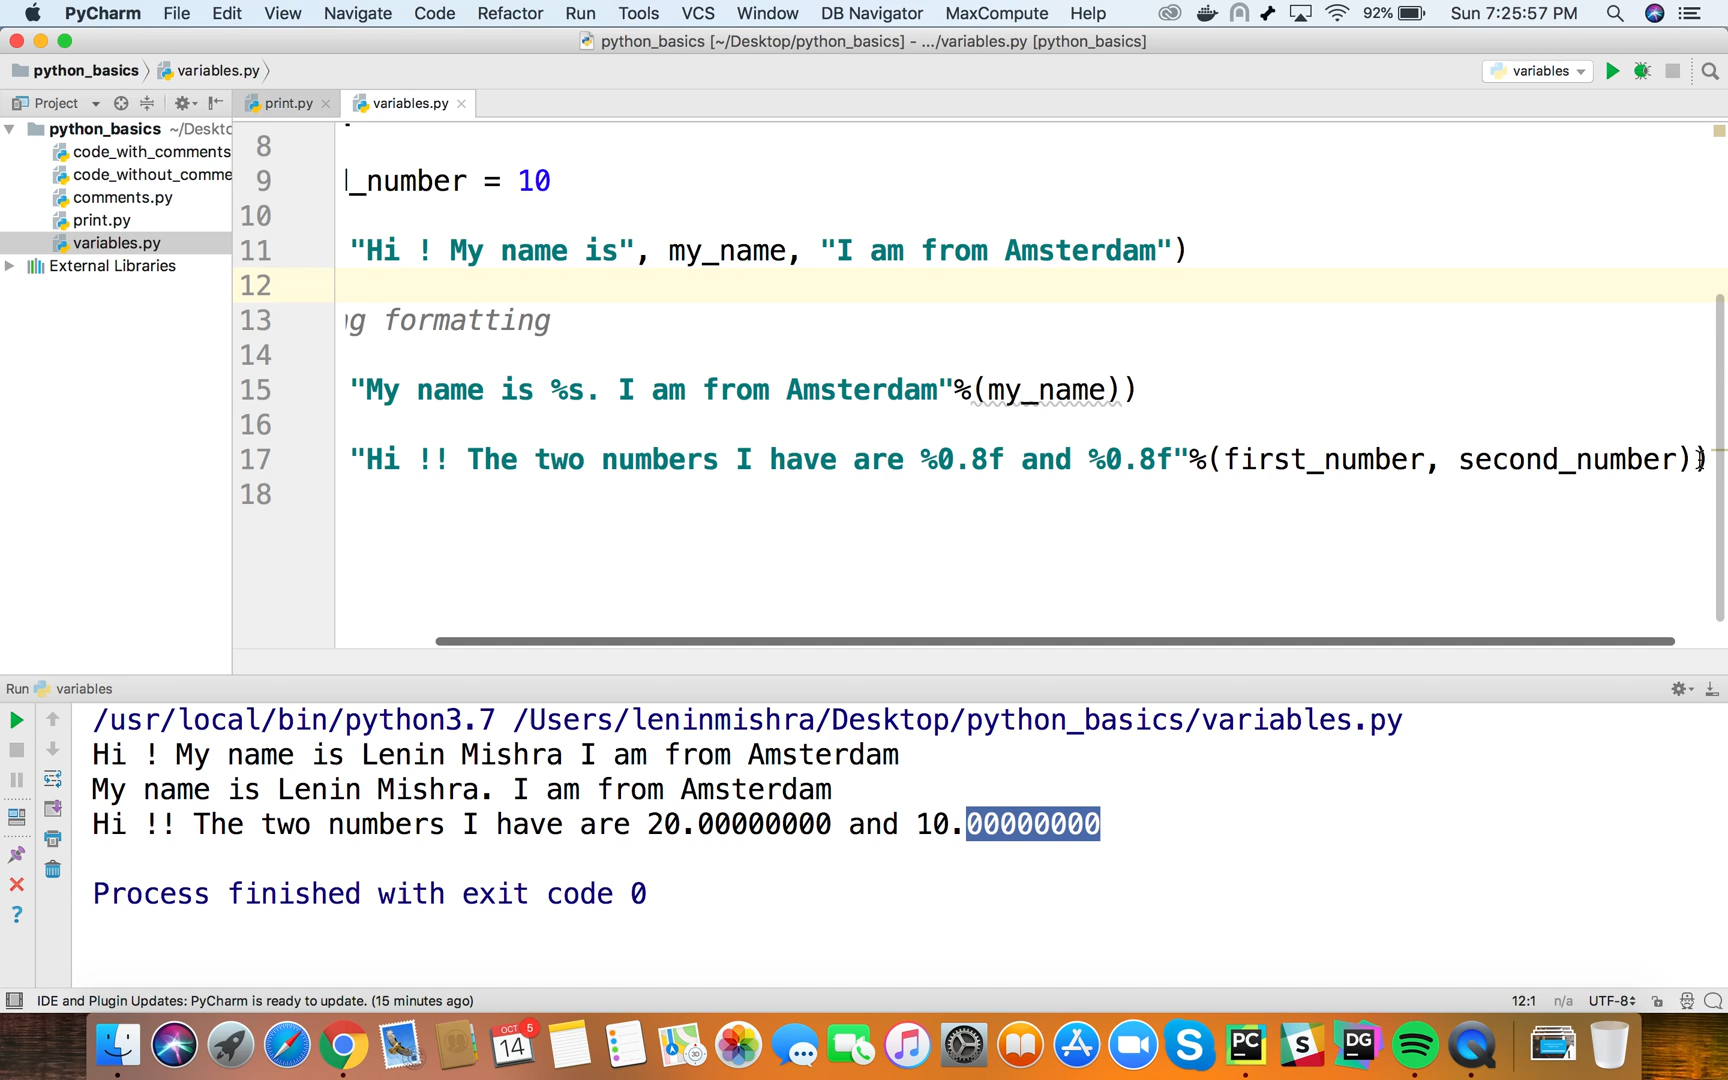 PyCharm File Edit View Navigate Code Refactor Run Tools VCS Window DB Navigator MaxCompute Help 92% Sun 7:25:57 PM
python_basics [~/Desktop/python_basics] - .../variables.py [python_basics]
python_basics variables.py variables
Project print.py variables.py
python_basics ~/Deskto
code_with_comments
code_without_comme
comments.py
print.py
variables.py
External Libraries
8
9 _number = 10
10
11 "Hi ! My name is", my_name, "I am from Amsterdam")
12
13 g formatting
14
15 "My name is %s. I am from Amsterdam"%(my_name))
16
17 "Hi !! The two numbers I have are %0.8f and %0.8f"%(first_number, second_number))
18
Run variables
/usr/local/bin/python3.7 /Users/leninmishra/Desktop/python_basics/variables.py
Hi ! My name is Lenin Mishra I am from Amsterdam
My name is Lenin Mishra. I am from Amsterdam
Hi !! The two numbers I have are 20.00000000 and 10.00000000
Process finished with exit code 0
IDE and Plugin Updates: PyCharm is ready to update. (15 minutes ago) 12:1 n/a UTF-8
OCT 5
14
PC
S
DG